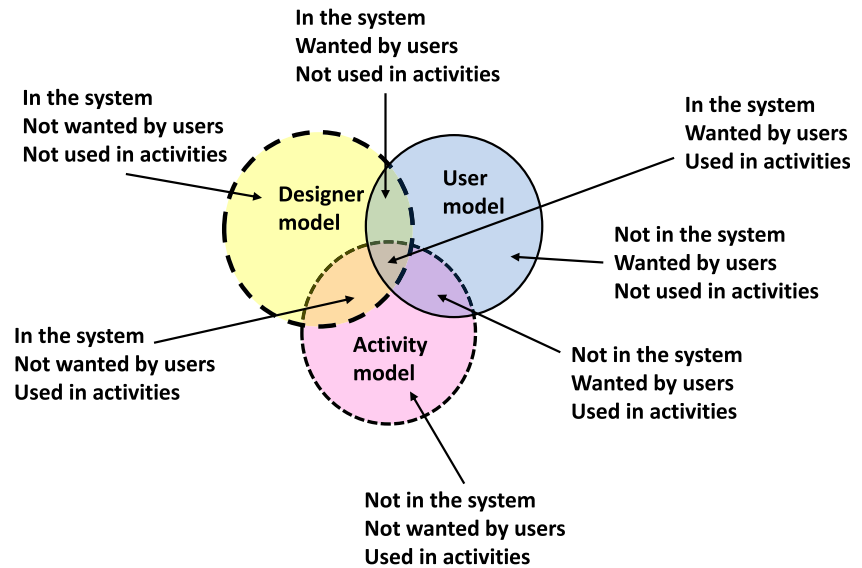 In the system
Wanted by users
Not used in activities
In the system
Not wanted by users
Not used in activities
In the system
Wanted by users
Used in activities
Designer
model
User
model
Not in the system
Wanted by users
Not used in activities
In the system
Not wanted by users
Used in activities
Activity
model
Not in the system
Wanted by users
Used in activities
Not in the system
Not wanted by users
Used in activities